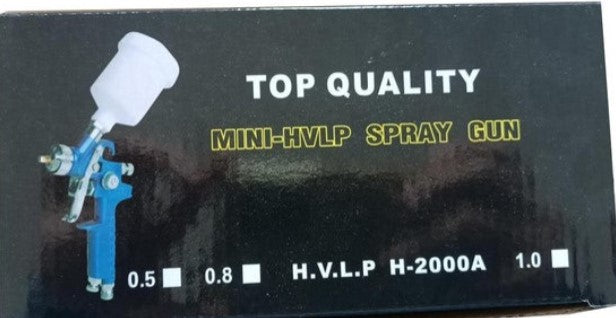 TOP QUALITY
MINI-HVLP SPRAY GUN
0.5 0.8 H.V.L.P H-2000A 1.0